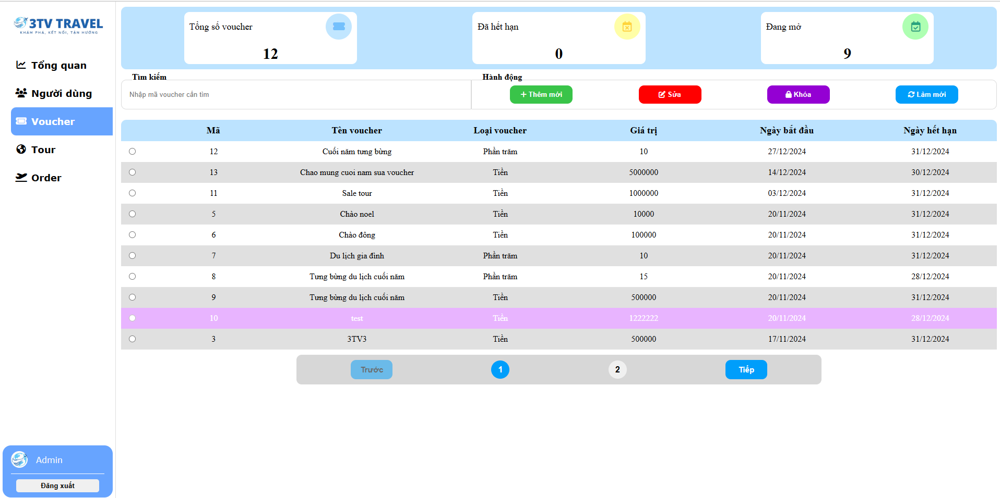 3TV TRAVEL
KHÁM PHÁ, KẾT NỐI, TẬN HƯỞNG
Tổng quan
Người dùng
Voucher
Tour
Order
Admin
Đăng xuất
Tổng số voucher
12
Đã hết hạn
0
Đang mở
9
Tìm kiếm
Nhập mã voucher cần tìm
Hành động
Thêm mới
Sửa
Khóa
Làm mới
Mã Tên voucher Loại voucher Giá trị Ngày bắt đầu Ngày hết hạn
12 Cuối năm tưng bừng Phần trăm 10 27/12/2024 31/12/2024
13 Chao mung cuoi nam sua voucher Tiền 5000000 14/12/2024 30/12/2024
11 Sale tour Tiền 1000000 03/12/2024 31/12/2024
5 Chào noel Tiền 10000 20/11/2024 31/12/2024
6 Chào đông Tiền 100000 20/11/2024 31/12/2024
7 Du lịch gia đình Phần trăm 10 20/11/2024 31/12/2024
8 Tưng bừng du lịch cuối năm Phần trăm 15 20/11/2024 28/12/2024
9 Tưng bừng du lịch cuối năm Tiền 500000 20/11/2024 31/12/2024
10 test Tiền 1222222 20/11/2024 28/12/2024
3 3TV3 Tiền 500000 17/11/2024 31/12/2024
Trước 1 2 Tiếp